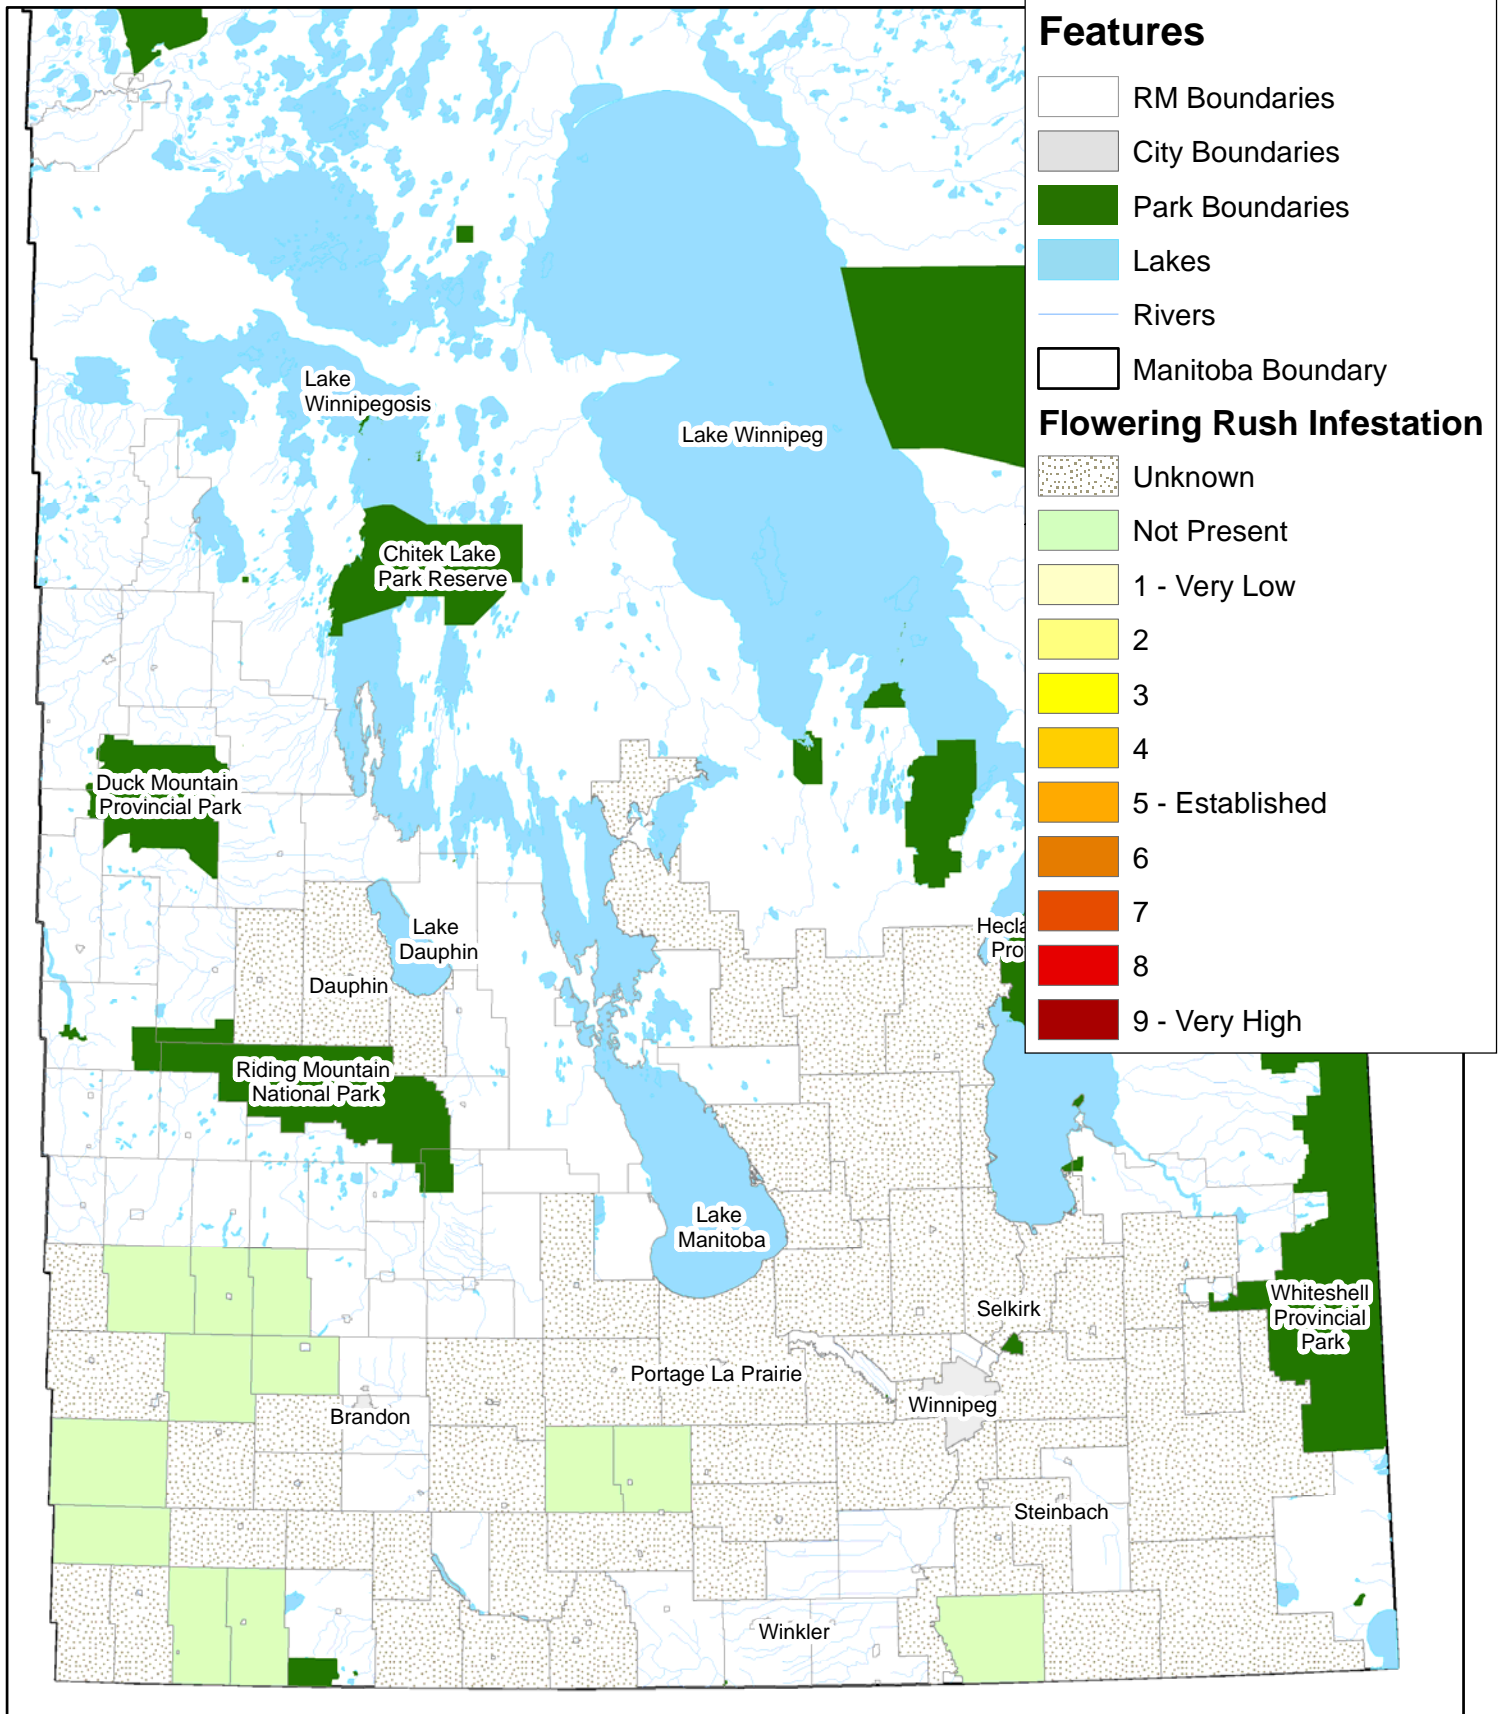 Features
RM Boundaries
City Boundaries
Park Boundaries
Lakes
Rivers
Manitoba Boundary
Flowering Rush Infestation
Unknown
Not Present
1 - Very Low
2
3
4
5 - Established
6
7
8
9 - Very High
Lake
Winnipegosis
Lake Winnipeg
Chitek Lake
Park Reserve
Duck Mountain
Provincial Park
Lake
Dauphin
Dauphin
Hecla
Pro
Riding Mountain
National Park
Lake
Manitoba
Selkirk
Whiteshell
Provincial
Park
Portage La Prairie
Winnipeg
Brandon
Steinbach
Winkler